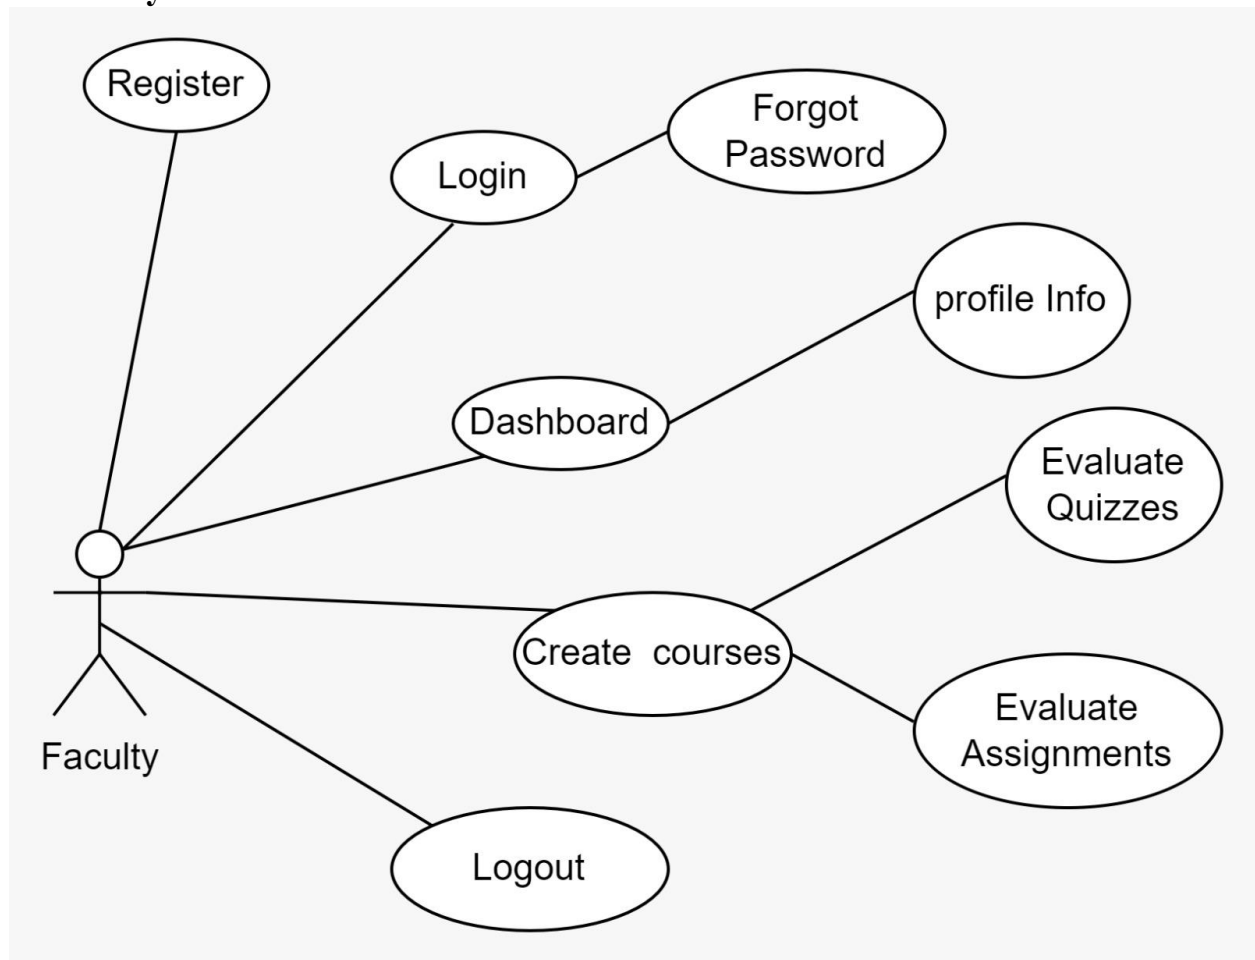 Register
Forgot
Password
Login
profile Info
Dashboard
Evaluate
Quizzes
Create courses
Evaluate
Assignments
Faculty
Logout